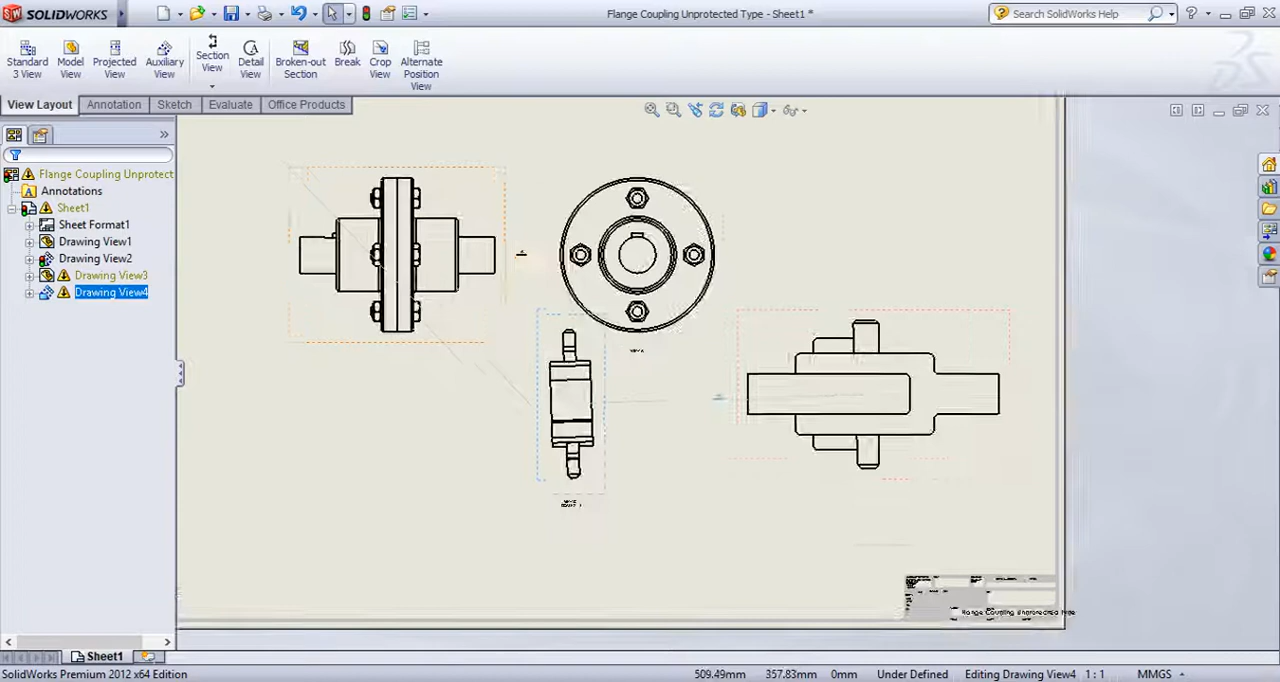 SOLIDWORKS
Flange Coupling Unprotected Type - Sheet1 *
Search SolidWorks Help
Standard 3 View
Model View
Projected View
Auxiliary View
Section View
Detail View
Broken-out Section
Break
Crop View
Alternate Position View
View Layout
Annotation
Sketch
Evaluate
Office Products
Flange Coupling Unprotect
A Annotations
Sheet1
Sheet Format1
Drawing View1
Drawing View2
Drawing View3
Drawing View4
Sheet1
SolidWorks Premium 2012 x64 Edition
509.49mm
357.83mm
0mm
Under Defined
Editing Drawing View4
1 : 1
MMGS